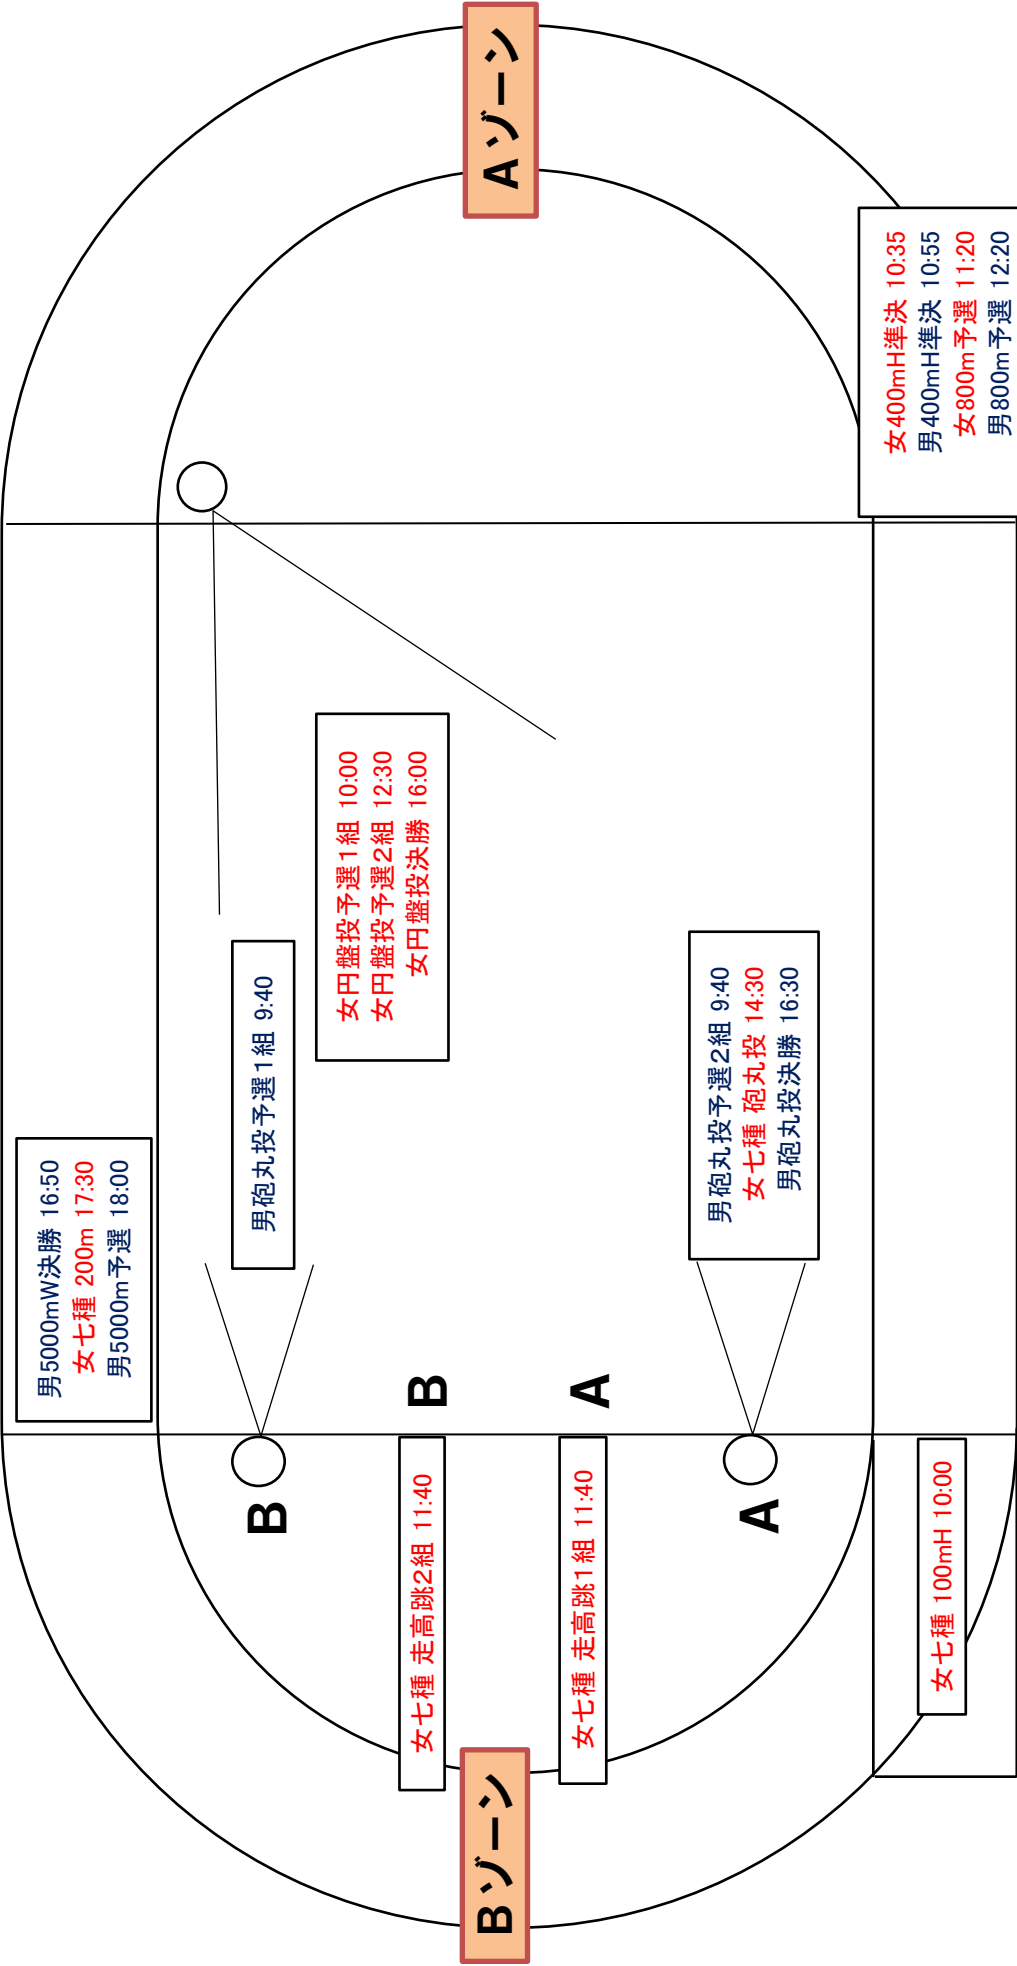 男5000mW決勝 16:50
女七種 200m 17:30
男5000m予選 18:00
男砲丸投予選1組 9:40
B
女円盤投予選1組 10:00
女円盤投予選2組 12:30
女円盤投決勝 16:00
B
女七種 走高跳2組 11:40
Bゾーン
Aゾーン
A
女七種 走高跳1組 11:40
男砲丸投予選2組 9:40
女七種 砲丸投 14:30
男砲丸投決勝 16:30
A
女400mH準決 10:35
男400mH準決 10:55
女800m予選 11:20
男800m予選 12:20
女七種 100mH 10:00